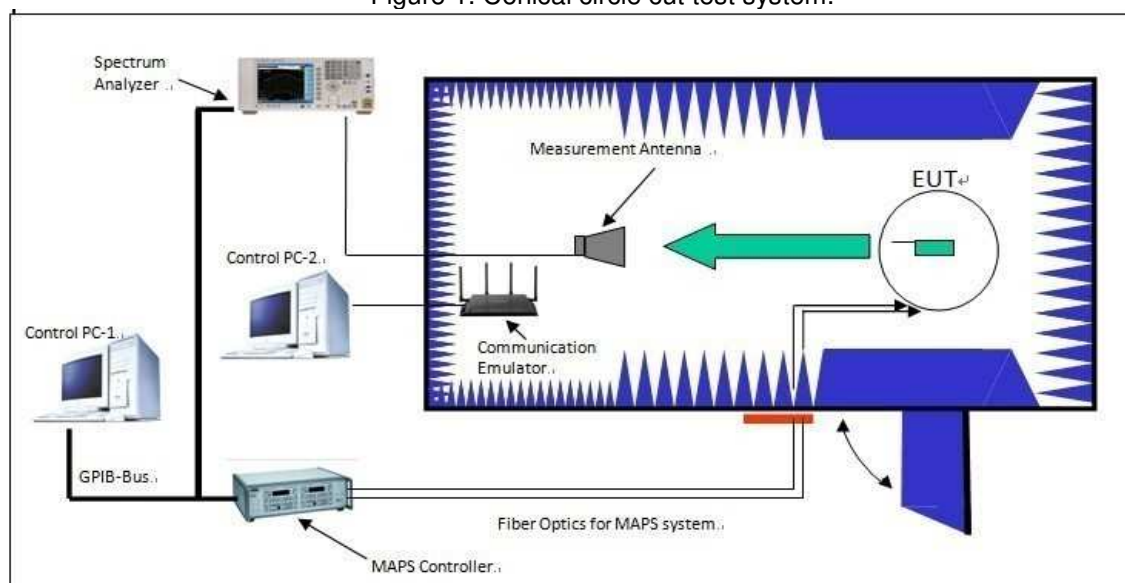 Figure 1. Conical circle cut test system.
Spectrum
Analyzer
Measurement Antenna
EUT
Control PC-2
Control PC-1
Communication
Emulator
GPIB-Bus
Fiber Optics for MAPS system
MAPS Controller